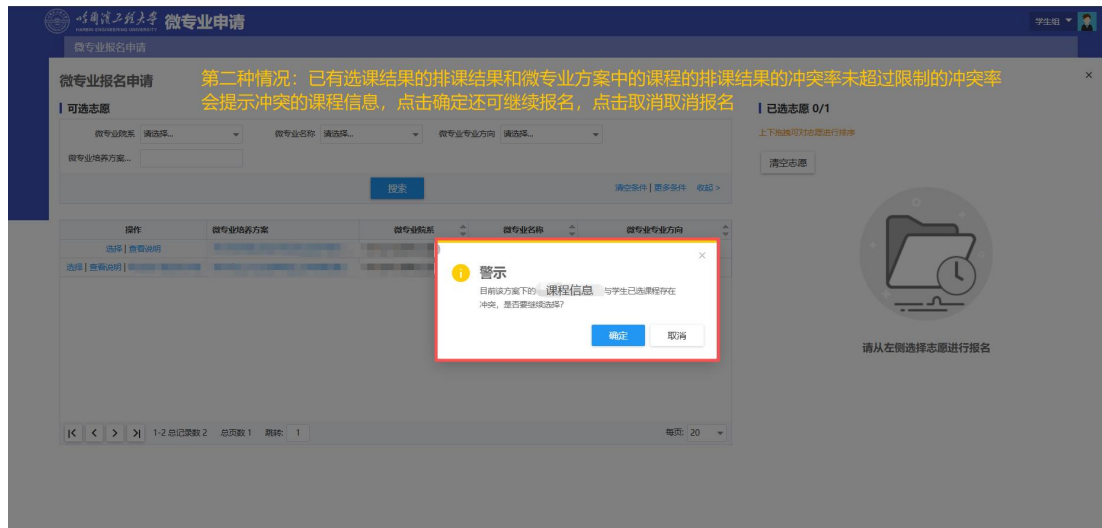 哈尔滨工程大学 微专业申请
HARBIN ENGINEERING UNIVERSITY
学生组
微专业报名申请
微专业报名申请
第二种情况：已有选课结果的排课结果和微专业方案中的课程的排课结果的冲突率未超过限制的冲突率
会提示冲突的课程信息，点击确定还可继续报名，点击取消取消报名
×
可选志愿
已选志愿 0/1
微专业院系 请选择... 微专业名称 请选择... 微专业专业方向 请选择...
上下拖拽可对志愿进行排序
微专业培养方案...
清空志愿
搜索 清空条件 | 更多条件 收起 >
操作 微专业培养方案 微专业院系 微专业名称 微专业专业方向
选择 | 查看说明
选择 | 查看说明 |
警示
目前该方案下的 课程信息 与学生已选课程存在
冲突，是否要继续选择?
确定 取消
请从左侧选择志愿进行报名
1-2 总记录数 2 总页数 1 跳转: 1 每页: 20